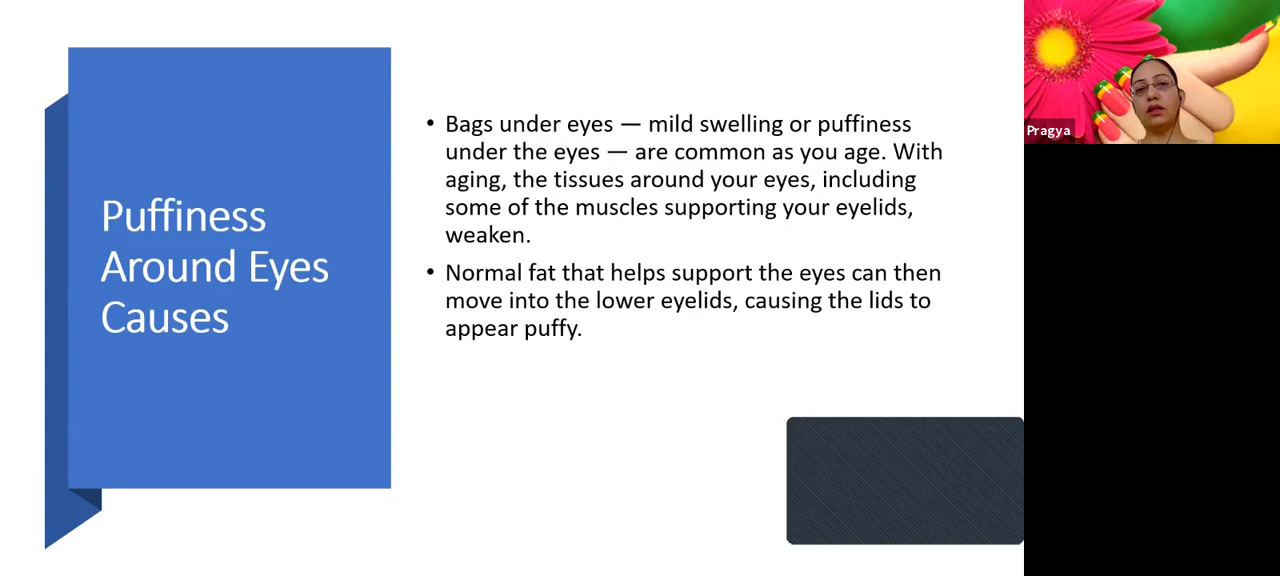 Puffiness
Around Eyes
Causes
• Bags under eyes — mild swelling or puffiness
under the eyes — are common as you age. With
aging, the tissues around your eyes, including
some of the muscles supporting your eyelids,
weaken.
• Normal fat that helps support the eyes can then
move into the lower eyelids, causing the lids to
appear puffy.
Pragya